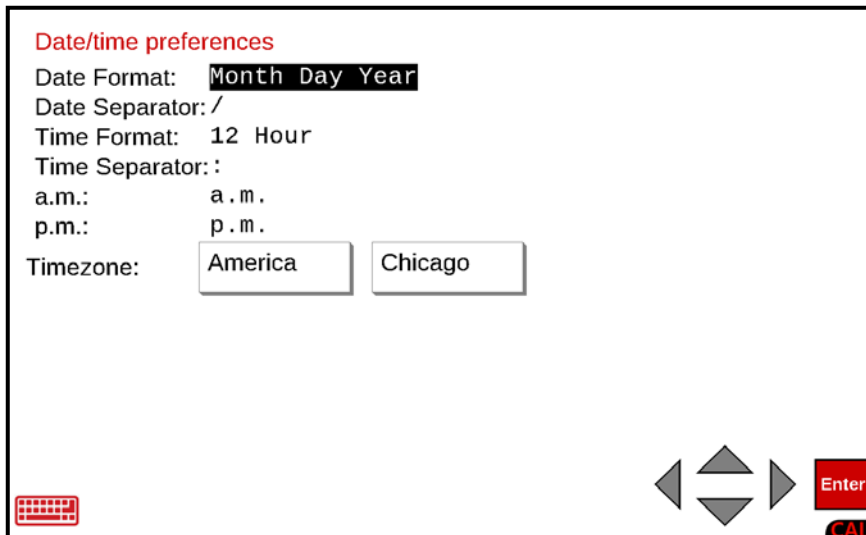 Date/time preferences
Date Format: Month Day Year
Date Separator: /
Time Format: 12 Hour
Time Separator: :
a.m.: a.m.
p.m.: p.m.
Timezone: America Chicago
Enter